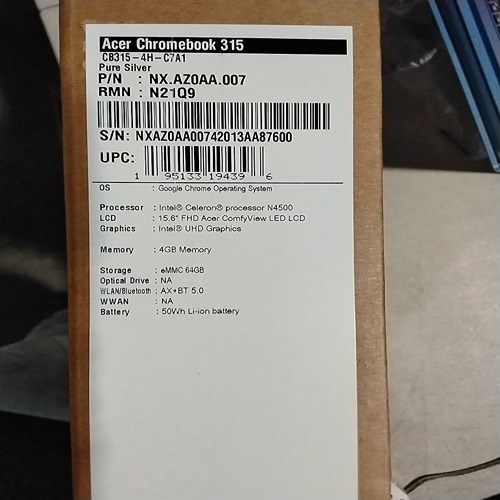 Acer Chromebook 315
CB315-4H-C7A1
Pure Silver
P/N : NX.AZ0AA.007
RMN : N21Q9
S/N: NXAZ0AA00742013AA87600
UPC:
1 95133 19439 6
OS : Google Chrome Operating System
Processor : Intel® Celeron® processor N4500
LCD : 15.6" FHD Acer ComfyView LED LCD
Graphics : Intel® UHD Graphics
Memory : 4GB Memory
Storage : eMMC 64GB
Optical Drive : NA
WLAN/Bluetooth : AX+BT 5.0
WWAN : NA
Battery : 50Wh Li-ion battery